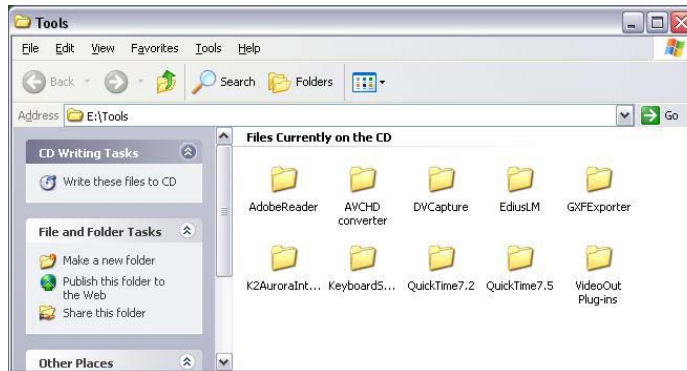 Tools
File Edit View Favorites Tools Help
Back Search Folders
Address E:\Tools Go
CD Writing Tasks
Write these files to CD
File and Folder Tasks
Make a new folder
Publish this folder to
the Web
Share this folder
Other Places
Files Currently on the CD
AdobeReader AVCHD converter DVCapture EdiusLM GXFExporter
K2AuroraInt... KeyboardS... QuickTime7.2 QuickTime7.5 VideoOut Plug-ins